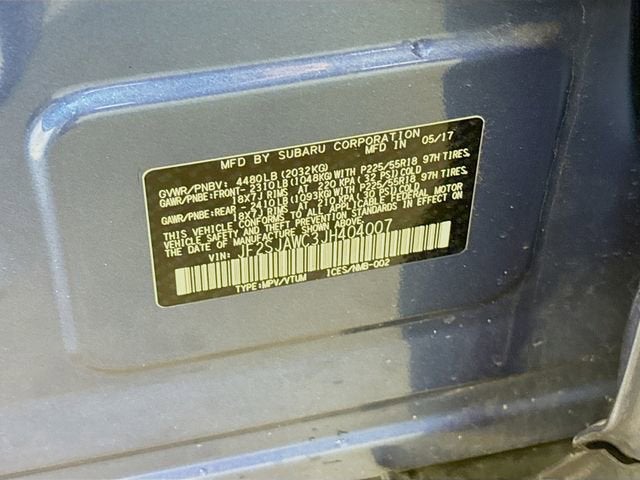 MFD BY SUBARU CORPORATION
MFD IN 05/17
GVWR/PNBV: 4480LB(2032KG)
GAWR/PNBE:FRONT-2310LB(1048KG)WITH P225/55R18 97H TIRES,
18X7J RIMS AT 220 KPA(32 PSI)COLD
GAWR/PNBE:REAR -2410LB(1093KG)WITH P225/55R18 97H TIRES,
18X7J RIMS AT 210 KPA(30 PSI)COLD
THIS VEHICLE CONFORMS TO ALL APPLICABLE FEDERAL MOTOR
VEHICLE SAFETY AND THEFT PREVENTION STANDARDS IN EFFECT ON
THE DATE OF MANUFACTURE SHOWN ABOVE.
VIN: JF2SJAWC3JH404007
TYPE:MPV/VTUM ICES/NMB-002